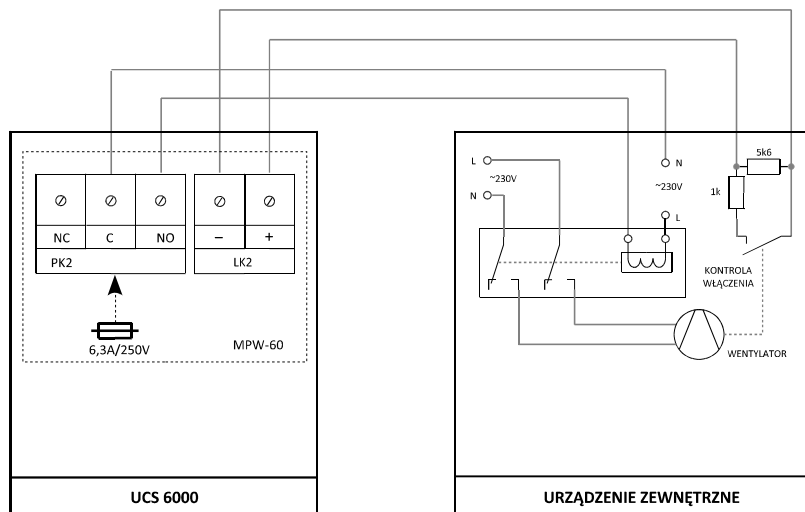 NC C NO
PK2
– +
LK2
6,3A/250V
MPW-60
UCS 6000
L
~230V
N
N
~230V
L
5k6
1k
KONTROLA
WŁĄCZENIA
WENTYLATOR
URZĄDZENIE ZEWNĘTRZNE